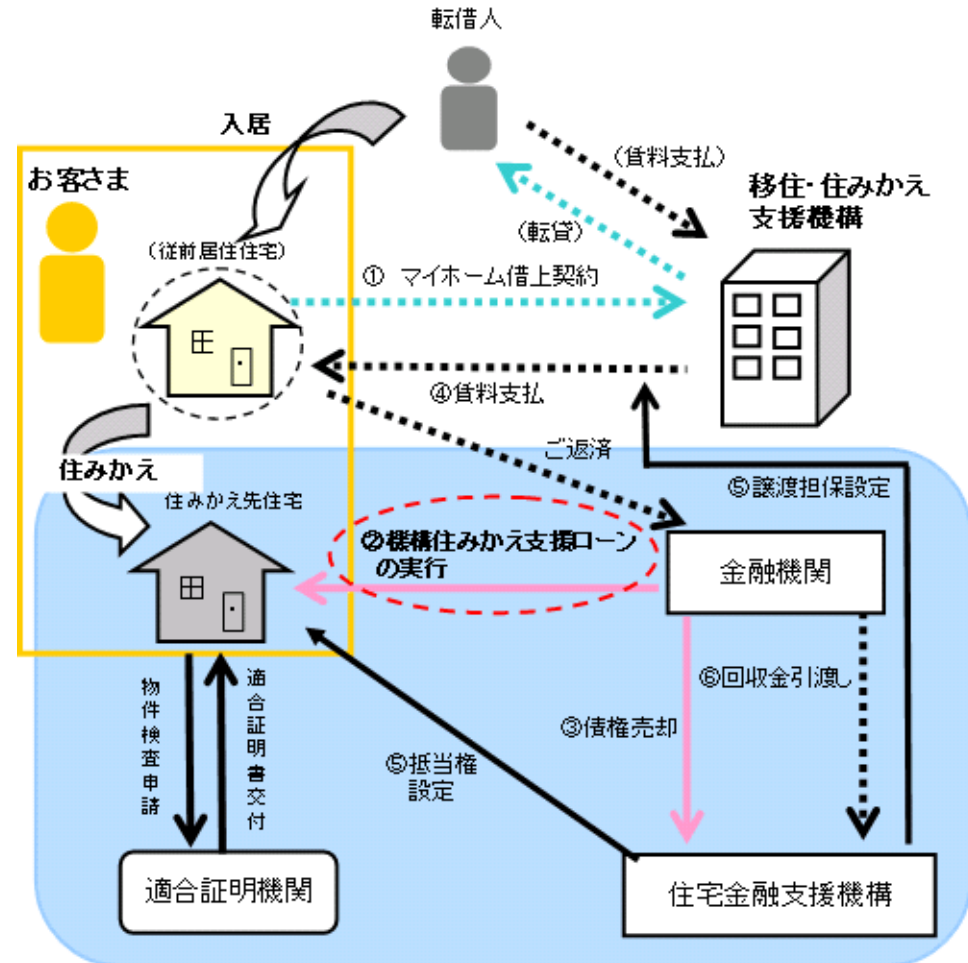 転借人
入居
(賃料支払)
お客さま
移住・住みかえ
支援機構
(従前居住住宅)
(転貸)
① マイホーム借上契約
④賃料支払
ご返済
住みかえ
⑤譲渡担保設定
住みかえ先住宅
②機構住みかえ支援ローン
の実行
金融機関
物件検査申請
適合証明書交付
⑥回収金引渡し
③債権売却
⑤抵当権
設定
適合証明機関
住宅金融支援機構